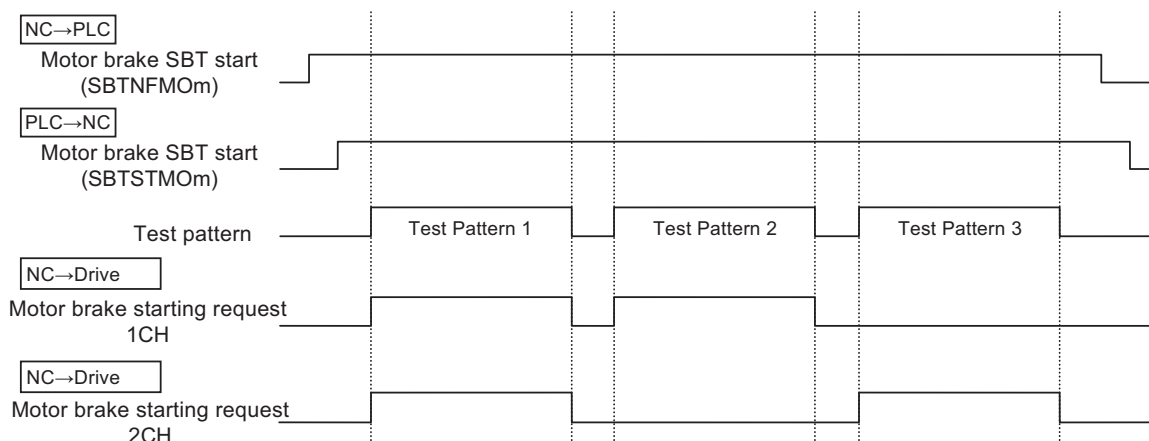 NC→PLC
Motor brake SBT start
(SBTNFMOm)
PLC→NC
Motor brake SBT start
(SBTSTMOm)
Test pattern
Test Pattern 1
Test Pattern 2
Test Pattern 3
NC→Drive
Motor brake starting request
1CH
NC→Drive
Motor brake starting request
2CH